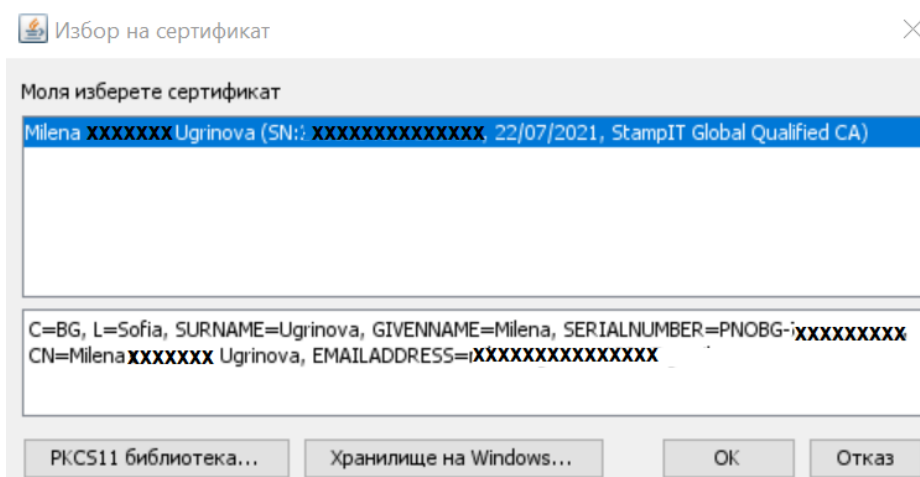 Избор на сертификат
Моля изберете сертификат
Milena xxxxxxx Ugrinova (SN: xxxxxxxxxxxxxx, 22/07/2021, StampIT Global Qualified CA)
C=BG, L=Sofia, SURNAME=Ugrinova, GIVENNAME=Milena, SERIALNUMBER=PNOBG-xxxxxxxxx
CN=Milena xxxxxxx Ugrinova, EMAILADDRESS=xxxxxxxxxxxxxxx
PKCS11 библиотека...
Хранилище на Windows...
OK
Отказ